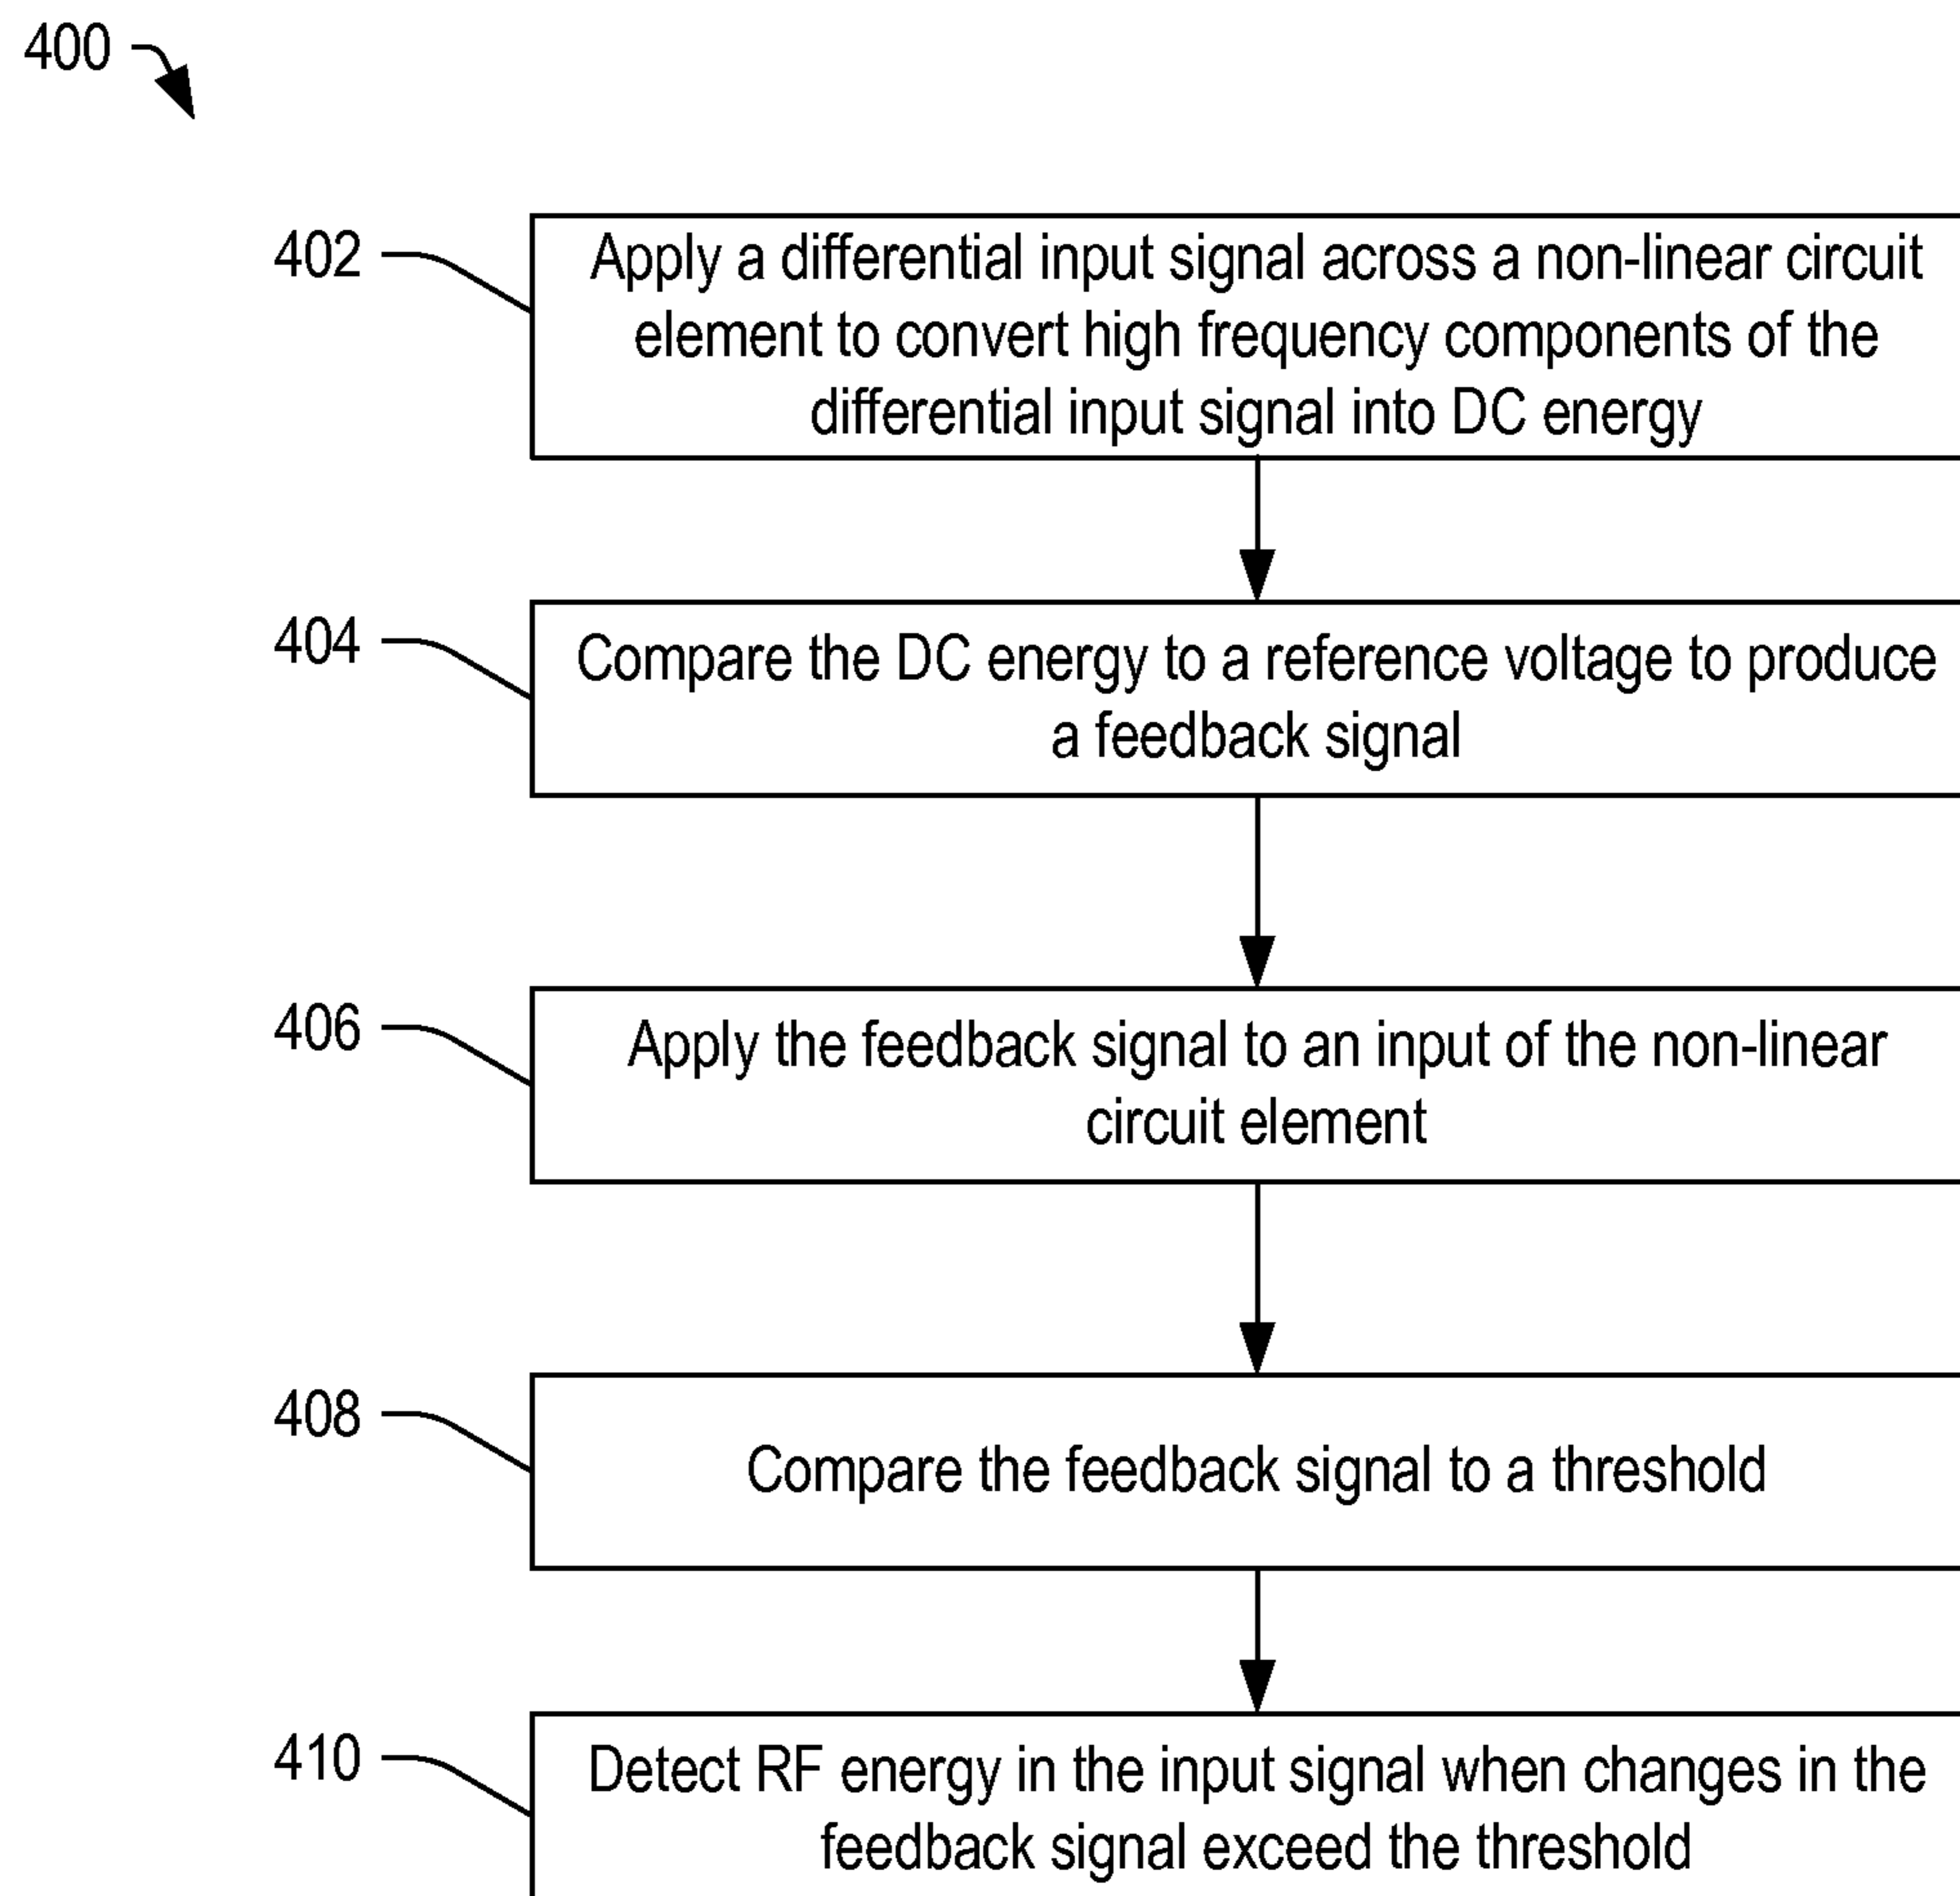 400
402
Apply a differential input signal across a non-linear circuit
element to convert high frequency components of the
differential input signal into DC energy
404
Compare the DC energy to a reference voltage to produce
a feedback signal
406
Apply the feedback signal to an input of the non-linear
circuit element
408
Compare the feedback signal to a threshold
410
Detect RF energy in the input signal when changes in the
feedback signal exceed the threshold